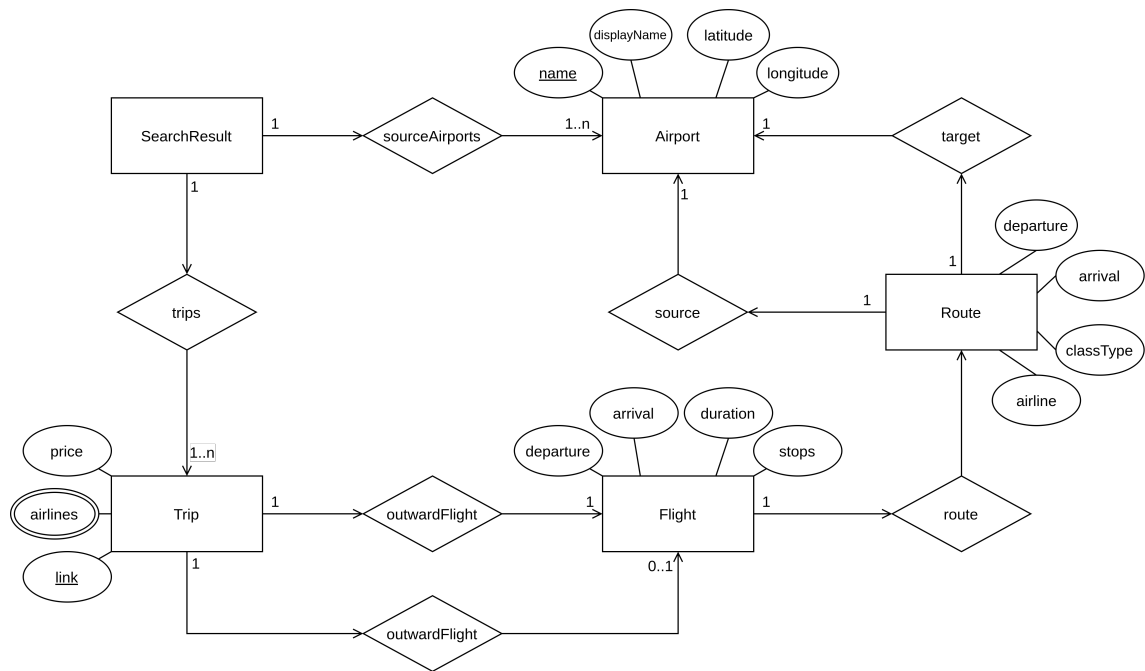 displayName
latitude
name
longitude
SearchResult
1
sourceAirports
1..n
Airport
1
target
1
1
departure
1
arrival
trips
source
1
Route
classType
airline
arrival
duration
price
1..n
departure
stops
airlines
Trip
1
outwardFlight
1
Flight
1
route
link
1
0..1
outwardFlight